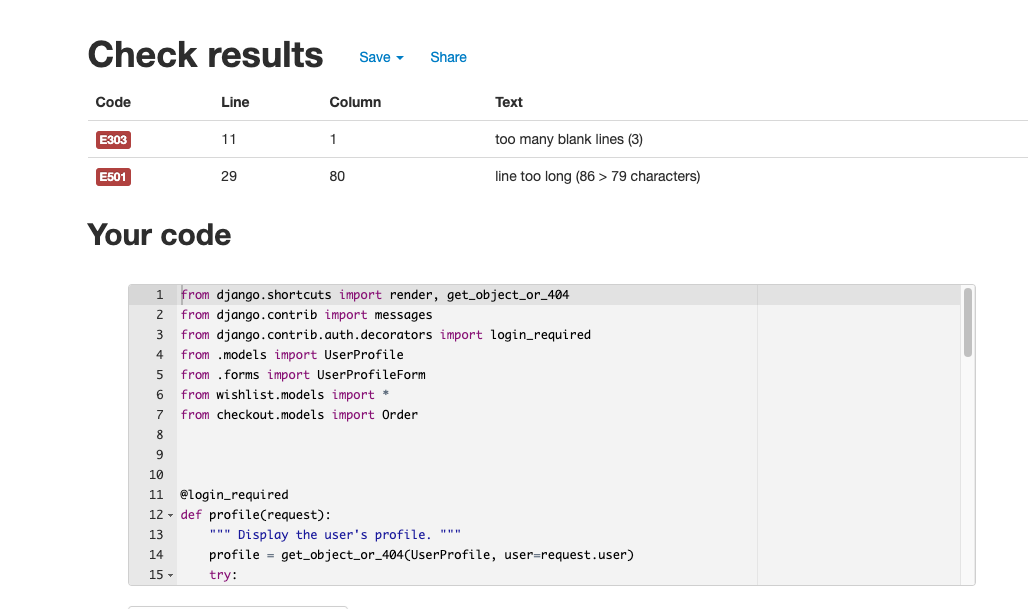 Check results Save Share
Code Line Column Text
E303 11 1 too many blank lines (3)
E501 29 80 line too long (86 > 79 characters)
Your code
1 from django.shortcuts import render, get_object_or_404
2 from django.contrib import messages
3 from django.contrib.auth.decorators import login_required
4 from .models import UserProfile
5 from .forms import UserProfileForm
6 from wishlist.models import *
7 from checkout.models import Order
8
9
10
11 @login_required
12 def profile(request):
13     """ Display the user's profile. """
14     profile = get_object_or_404(UserProfile, user=request.user)
15     try: